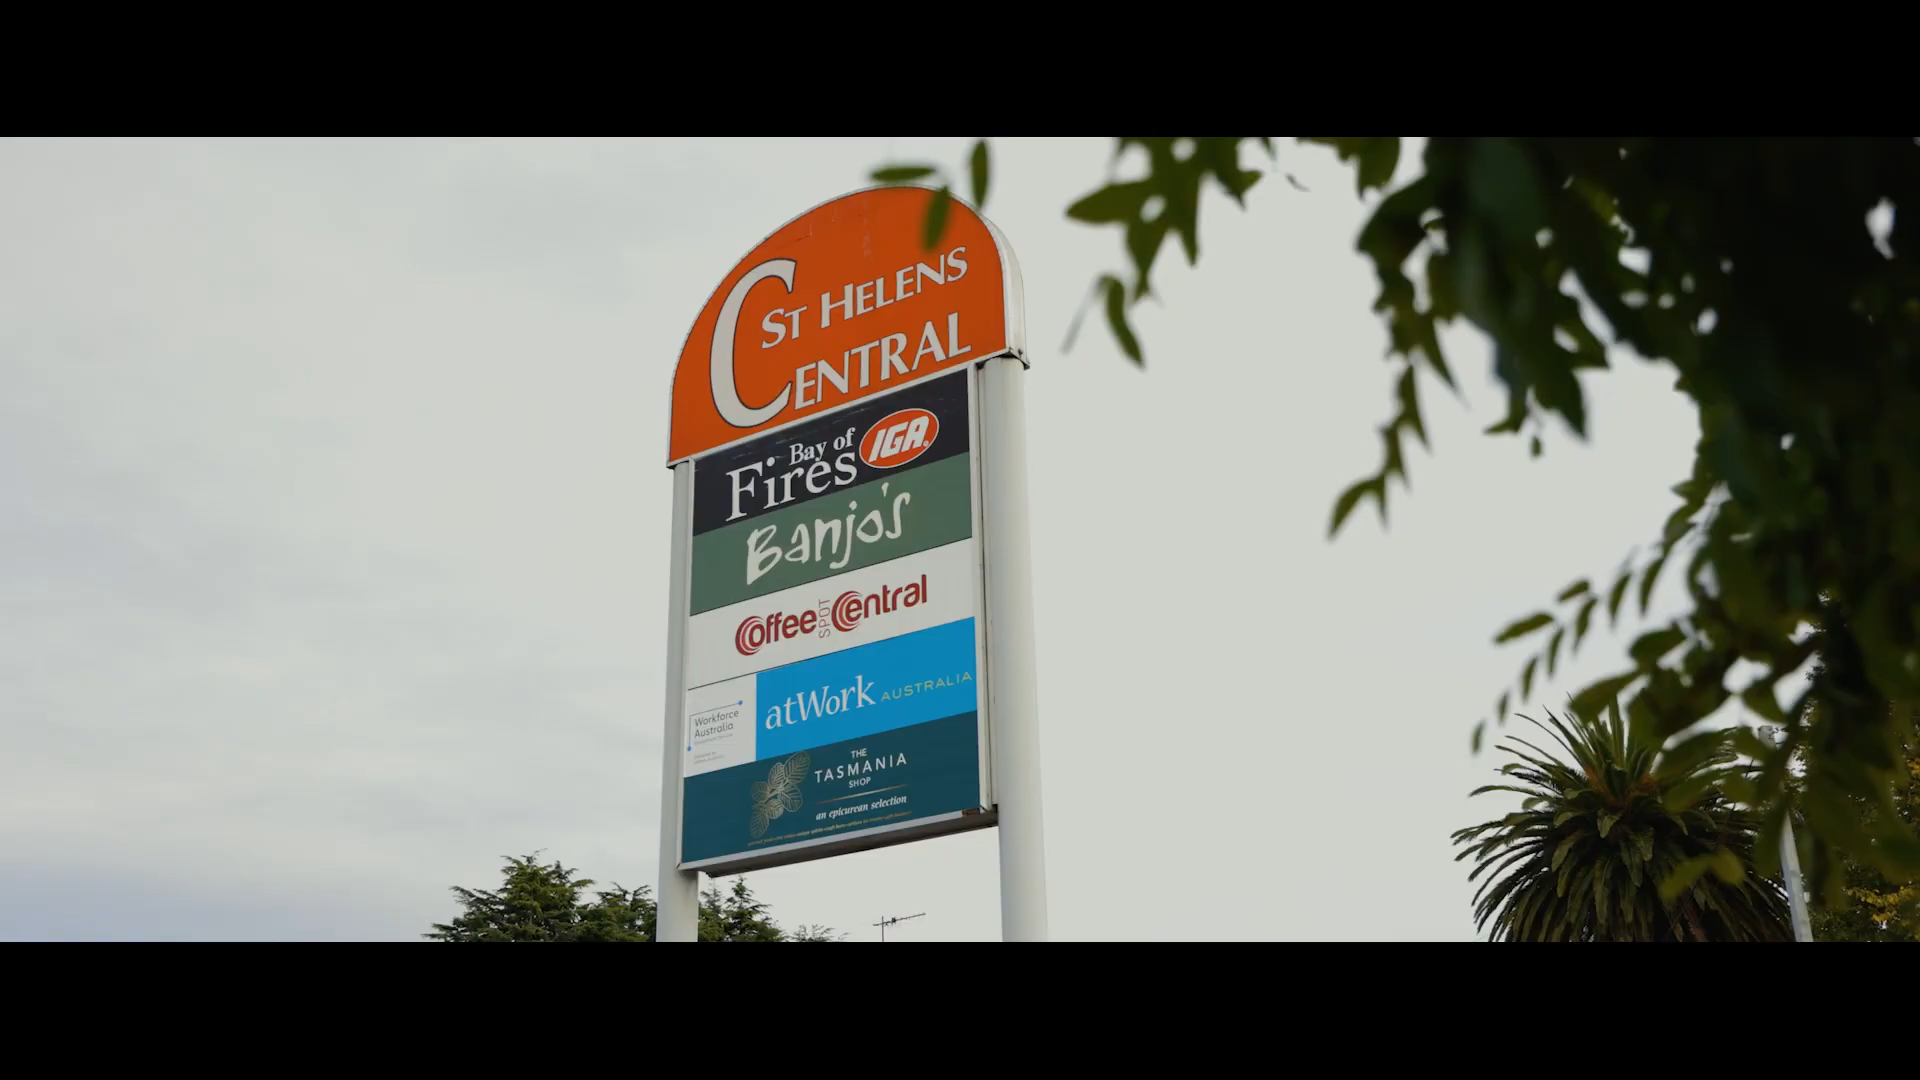 ST HELENS
CENTRAL
Bay of
Fires IGA
Banjo's
Coffee SPOT Central
Workforce
Australia
atWork AUSTRALIA
THE
TASMANIA
SHOP
an epicurean selection